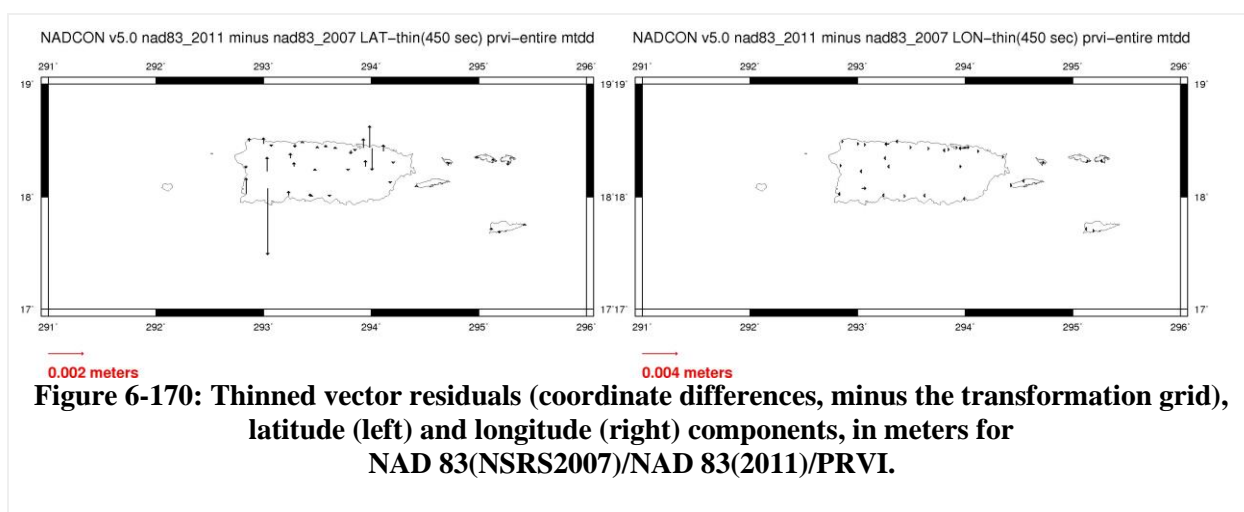 NADCON v5.0 nad83_2011 minus nad83_2007 LAT−thin(450 sec) prvi−entire mtdd
291˚ 292˚ 293˚ 294˚ 295˚ 296˚
19˚
18˚
17˚
291˚ 292˚ 293˚ 294˚ 295˚ 296˚
0.002 meters
NADCON v5.0 nad83_2011 minus nad83_2007 LON−thin(450 sec) prvi−entire mtdd
291˚ 292˚ 293˚ 294˚ 295˚ 296˚
19˚ 19˚
18˚ 18˚
17˚ 17˚
291˚ 292˚ 293˚ 294˚ 295˚ 296˚
0.004 meters
Figure 6-170: Thinned vector residuals (coordinate differences, minus the transformation grid),
latitude (left) and longitude (right) components, in meters for
NAD 83(NSRS2007)/NAD 83(2011)/PRVI.